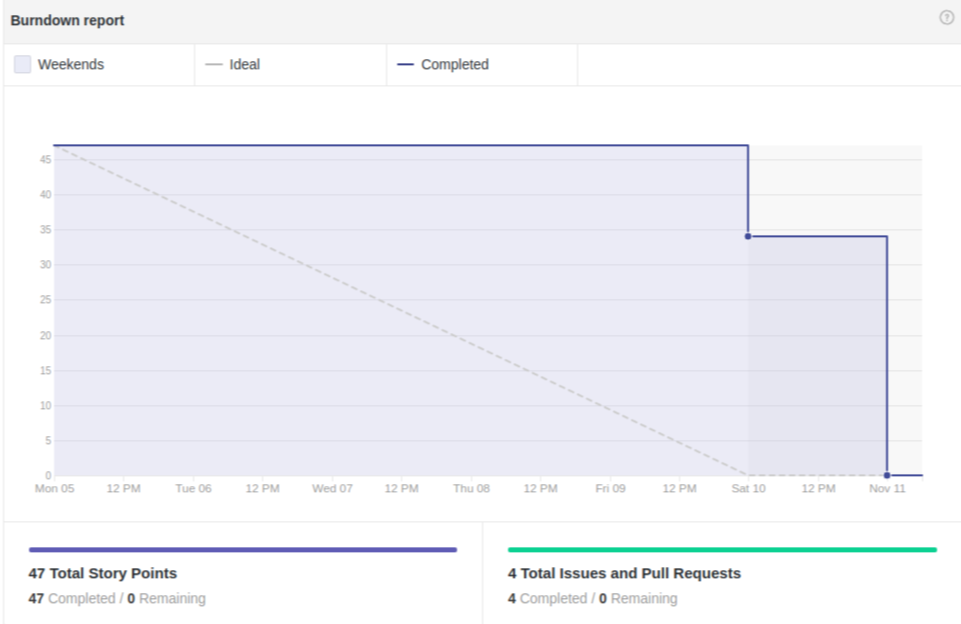 Burndown report ?
Weekends Ideal Completed
45
40
35
30
25
20
15
10
5
0
Mon 05 12 PM Tue 06 12 PM Wed 07 12 PM Thu 08 12 PM Fri 09 12 PM Sat 10 12 PM Nov 11
47 Total Story Points
47 Completed / 0 Remaining
4 Total Issues and Pull Requests
4 Completed / 0 Remaining